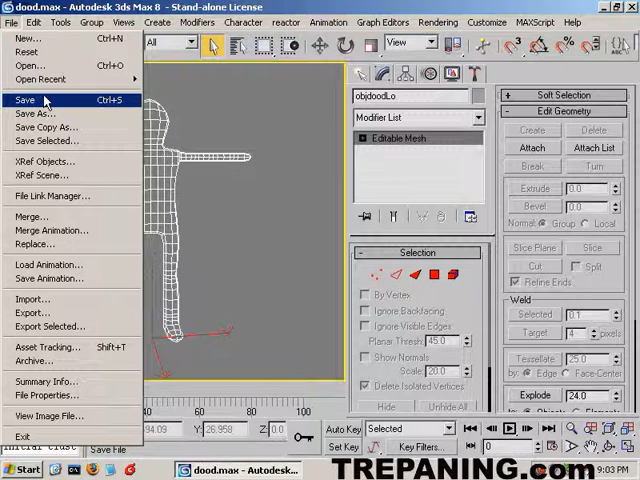 dood.max - Autodesk 3ds Max 8 - Stand-alone License
File Edit Tools Group Views Create Modifiers Character reactor Animation Graph Editors Rendering Customize MAXScript Help
New... Ctrl+N
Reset
Open... Ctrl+O
Open Recent
Save Ctrl+S
Save As...
Save Copy As...
Save Selected...
XRef Objects...
XRef Scene...
File Link Manager...
Merge...
Merge Animation...
Replace...
Load Animation...
Save Animation...
Import...
Export...
Export Selected...
Asset Tracking... Shift+T
Archive...
Summary Info...
File Properties...
View Image File...
Exit
All
View
objdoodLo
Modifier List
Editable Mesh
Selection
By Vertex
Ignore Backfacing
Ignore Visible Edges
Planar Thresh: 45.0
Show Normals
Scale: 20.0
Delete Isolated Vertices
Hide Unhide All
Soft Selection
Edit Geometry
Create Delete
Attach Attach List
Break Turn
Extrude 0.0
Bevel 0.0
Normal: Group Local
Slice Plane Slice
Cut Split
Refine Ends
Weld
Selected 0.1
Target 4 pixels
Tessellate 25.0
by: Edge Face-Center
Explode 24.0
to: Objects
40 60 80 100
94.09 26.958 Z: 0.0
Auto Key Selected
Set Key Key Filters... 0
Save File
Start dood.max - Autodesk... 9:03 PM
TREPANING.com